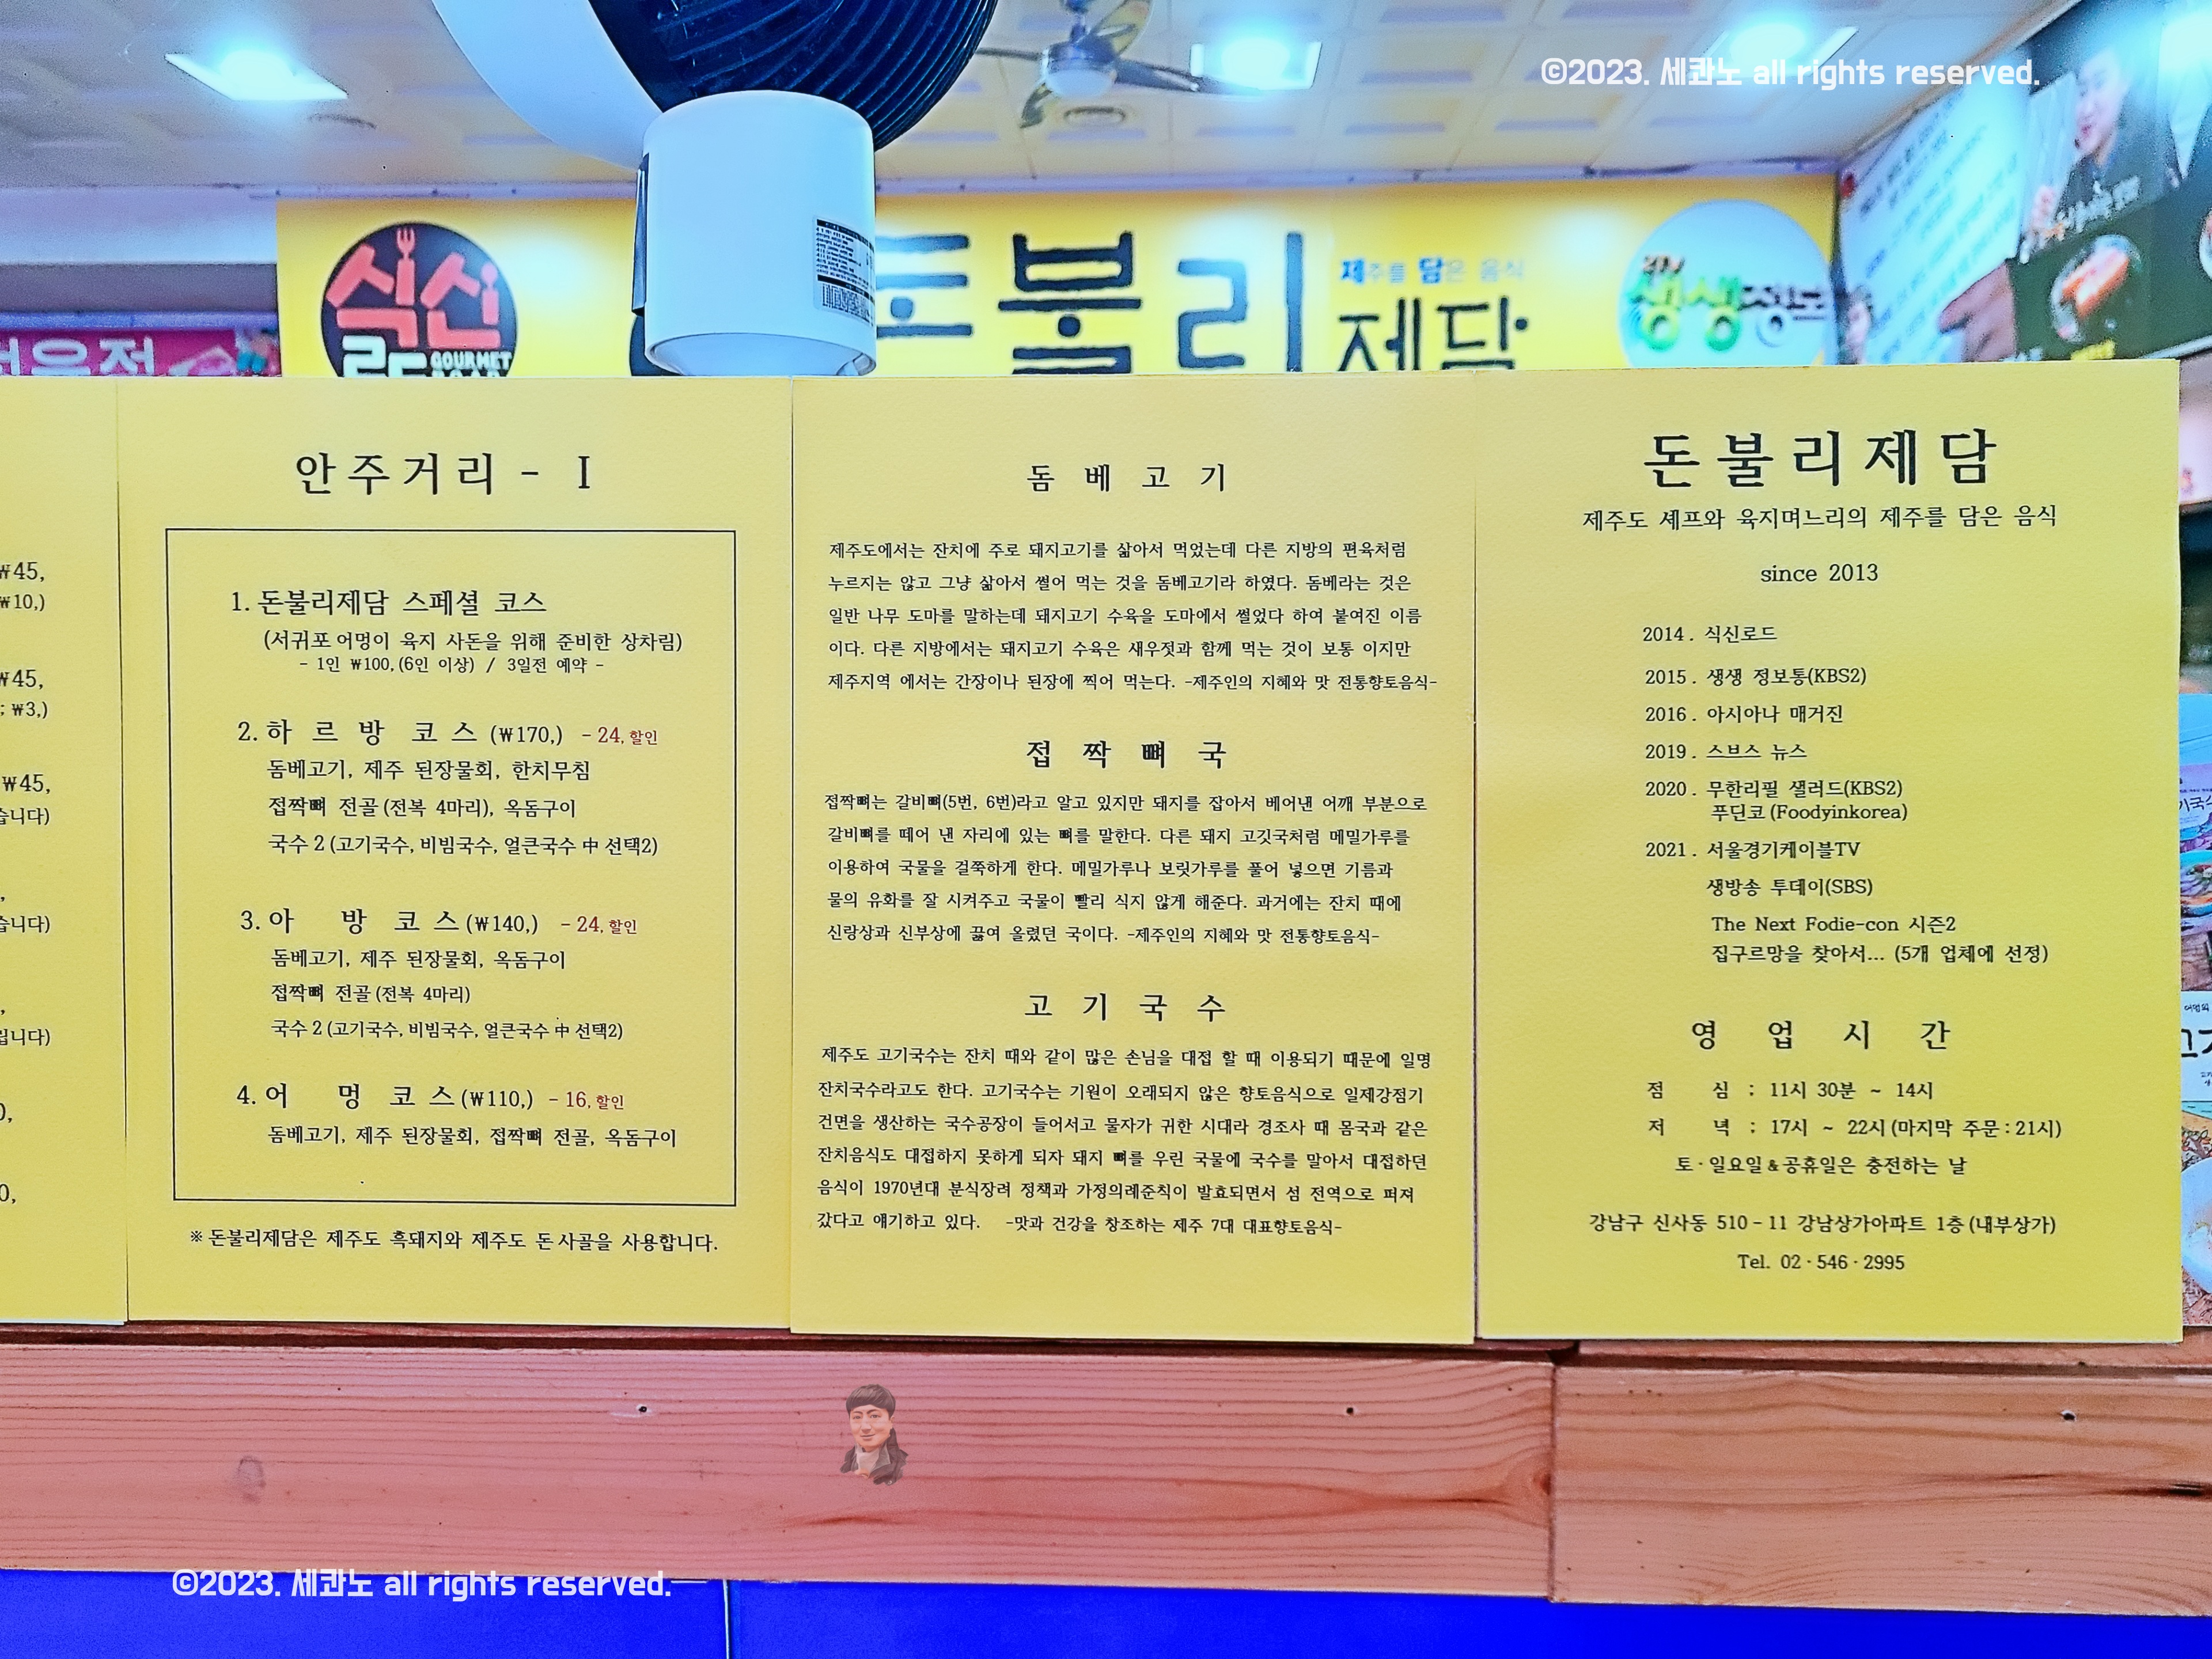 ©2023. 세콴노 all rights reserved.
식신
GOURMET
돈불리
제주를 담은 음식
제담
생생정보
₩45,
₩10,)
₩45,
; ₩3,)
₩45,
습니다)
습니다)
립니다)
0,
0,
안주거리 - I
1. 돈불리제담 스페셜 코스
(서귀포 어멍이 육지 사돈을 위해 준비한 상차림)
- 1인 ₩100, (6인 이상) / 3일전 예약 -
2. 하 르 방 코 스 (₩170,) - 24, 할인
돔베고기, 제주 된장물회, 한치무침
접짝뼈 전골 (전복 4마리), 옥돔구이
국수 2 (고기국수, 비빔국수, 얼큰국수 中 선택2)
3. 아 방 코 스 (₩140,) - 24, 할인
돔베고기, 제주 된장물회, 옥돔구이
접짝뼈 전골 (전복 4마리)
국수 2 (고기국수, 비빔국수, 얼큰국수 中 선택2)
4. 어 멍 코 스 (₩110,) - 16, 할인
돔베고기, 제주 된장물회, 접짝뼈 전골, 옥돔구이
※ 돈불리제담은 제주도 흑돼지와 제주도 돈사골을 사용합니다.
돔 베 고 기
제주도에서는 잔치에 주로 돼지고기를 삶아서 먹었는데 다른 지방의 편육처럼
누르지는 않고 그냥 삶아서 썰어 먹는 것을 돔베고기라 하였다. 돔베라는 것은
일반 나무 도마를 말하는데 돼지고기 수육을 도마에서 썰었다 하여 붙여진 이름
이다. 다른 지방에서는 돼지고기 수육은 새우젓과 함께 먹는 것이 보통 이지만
제주지역 에서는 간장이나 된장에 찍어 먹는다. -제주인의 지혜와 맛 전통향토음식-
접 짝 뼈 국
접짝뼈는 갈비뼈(5번, 6번)라고 알고 있지만 돼지를 잡아서 베어낸 어깨 부분으로
갈비뼈를 떼어 낸 자리에 있는 뼈를 말한다. 다른 돼지 고깃국처럼 메밀가루를
이용하여 국물을 걸쭉하게 한다. 메밀가루나 보릿가루를 풀어 넣으면 기름과
물의 유화를 잘 시켜주고 국물이 빨리 식지 않게 해준다. 과거에는 잔치 때에
신랑상과 신부상에 끓여 올렸던 국이다. -제주인의 지혜와 맛 전통향토음식-
고 기 국 수
제주도 고기국수는 잔치 때와 같이 많은 손님을 대접 할 때 이용되기 때문에 일명
잔치국수라고도 한다. 고기국수는 기원이 오래되지 않은 향토음식으로 일제강점기
건면을 생산하는 국수공장이 들어서고 물자가 귀한 시대라 경조사 때 몸국과 같은
잔치음식도 대접하지 못하게 되자 돼지 뼈를 우린 국물에 국수를 말아서 대접하던
음식이 1970년대 분식장려 정책과 가정의례준칙이 발효되면서 섬 전역으로 퍼져
갔다고 얘기하고 있다. -맛과 건강을 창조하는 제주 7대 대표향토음식-
돈불리제담
제주도 셰프와 육지며느리의 제주를 담은 음식
since 2013
2014 . 식신로드
2015 . 생생 정보통(KBS2)
2016 . 아시아나 매거진
2019 . 스브스 뉴스
2020 . 무한리필 샐러드(KBS2)
푸딘코 (Foodyinkorea)
2021 . 서울경기케이블TV
생방송 투데이(SBS)
The Next Fodie-con 시즌2
집구르망을 찾아서... (5개 업체에 선정)
영 업 시 간
점 심 : 11시 30분 ~ 14시
저 녁 : 17시 ~ 22시 (마지막 주문 : 21시)
토 · 일요일 & 공휴일은 충전하는 날
강남구 신사동 510 - 11 강남상가아파트 1층 (내부상가)
Tel. 02 · 546 · 2995
©2023. 세콴노 all rights reserved.